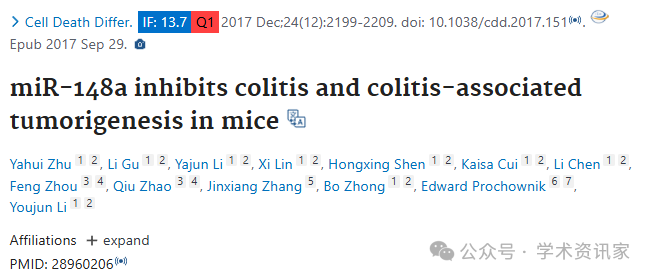 Cell Death Differ. IF: 13.7 Q1 2017 Dec;24(12):2199-2209. doi: 10.1038/cdd.2017.151.
Epub 2017 Sep 29.
miR-148a inhibits colitis and colitis-associated
tumorigenesis in mice
Yahui Zhu 1 2, Li Gu 1 2, Yajun Li 1 2, Xi Lin 1 2, Hongxing Shen 1 2, Kaisa Cui 1 2, Li Chen 1 2,
Feng Zhou 3 4, Qiu Zhao 3 4, Jinxiang Zhang 5, Bo Zhong 1 2, Edward Prochownik 6 7,
Youjun Li 1 2
Affiliations + expand
PMID: 28960206
公众号 · 学术资讯家